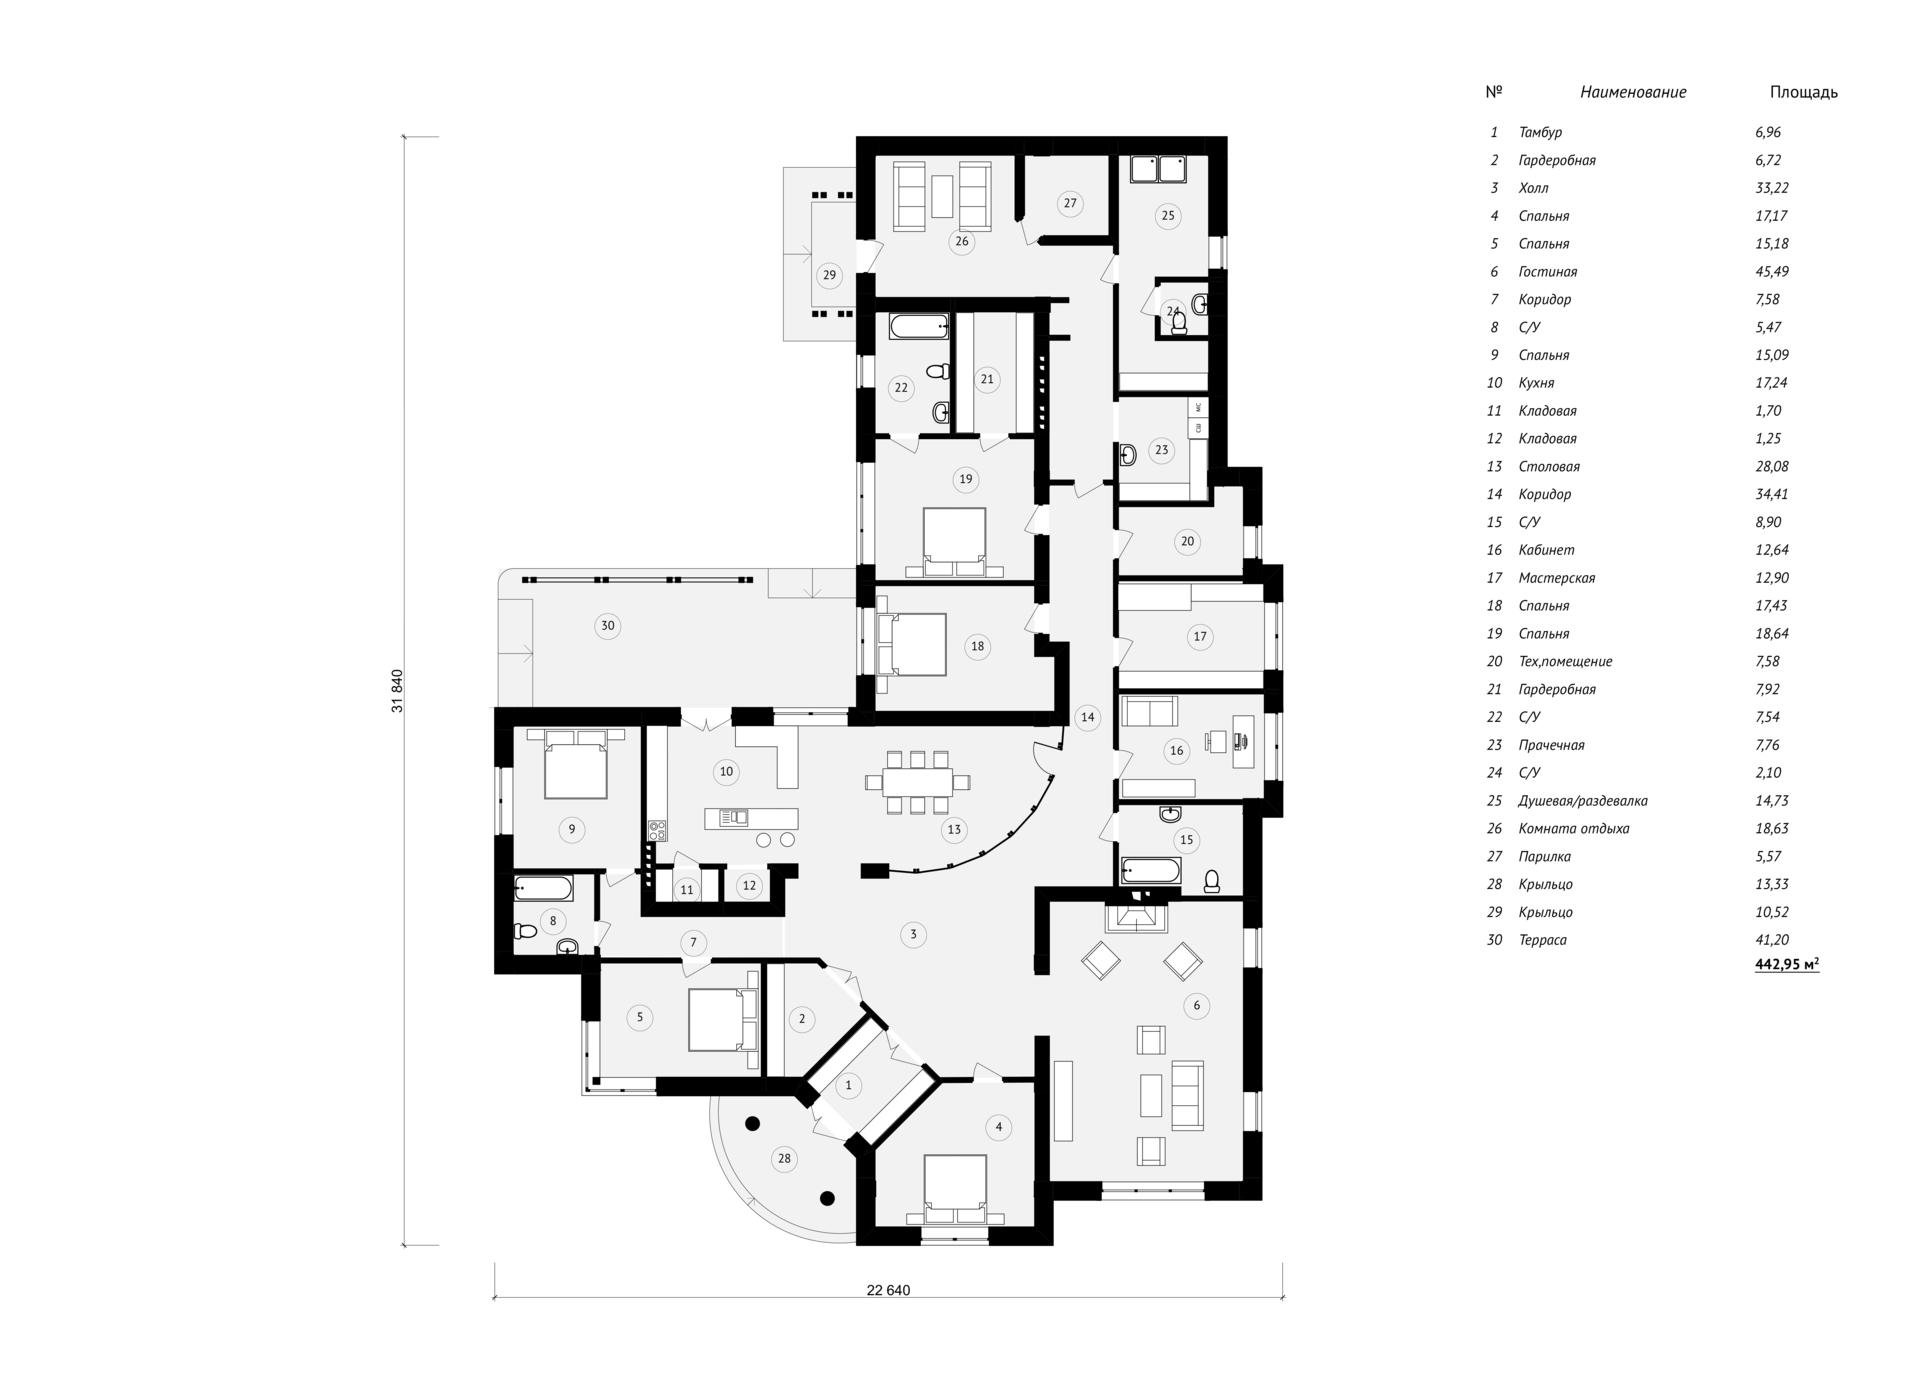 № Наименование Площадь
1 Тамбур 6,96
2 Гардеробная 6,72
3 Холл 33,22
4 Спальня 17,17
5 Спальня 15,18
6 Гостиная 45,49
7 Коридор 7,58
8 С/У 5,47
9 Спальня 15,09
10 Кухня 17,24
11 Кладовая 1,70
12 Кладовая 1,25
13 Столовая 28,08
14 Коридор 34,41
15 С/У 8,90
16 Кабинет 12,64
17 Мастерская 12,90
18 Спальня 17,43
19 Спальня 18,64
20 Тех,помещение 7,58
21 Гардеробная 7,92
22 С/У 7,54
23 Прачечная 7,76
24 С/У 2,10
25 Душевая/раздевалка 14,73
26 Комната отдыха 18,63
27 Парилка 5,57
28 Крыльцо 13,33
29 Крыльцо 10,52
30 Терраса 41,20
442,95 м²
27
25
26
29
24
21
22
МС
СШ
23
19
20
30
17
18
31 840
14
16
10
9
13
15
11
12
8
3
7
6
5
2
1
4
28
22 640